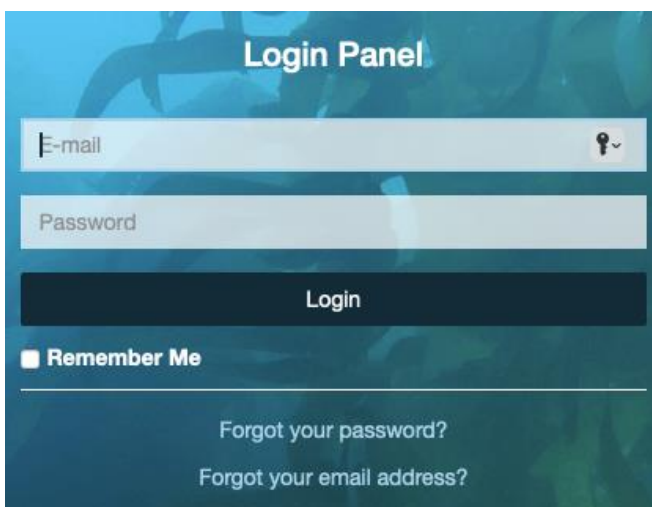 Login Panel
E-mail
Password
Login
Remember Me
Forgot your password?
Forgot your email address?